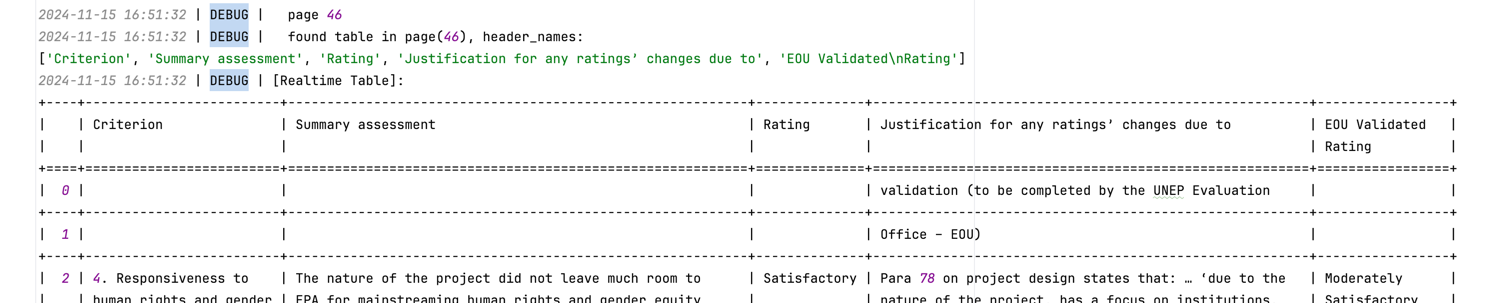 2024-11-15 16:51:32 | DEBUG |   page 46
2024-11-15 16:51:32 | DEBUG |   found table in page(46), header_names:
['Criterion', 'Summary assessment', 'Rating', 'Justification for any ratings’ changes due to', 'EOU Validated\nRating']
2024-11-15 16:51:32 | DEBUG | [Realtime Table]:
+----+-------------------------+------------------------------------------------------------+--------------+---------------------------------------------------------+-----------------+
|    | Criterion               | Summary assessment                                         | Rating       | Justification for any ratings’ changes due to           | EOU Validated   |
|    |                         |                                                            |              |                                                         | Rating          |
+====+=========================+============================================================+==============+=========================================================+=================+
|  0 |                         |                                                            |              | validation (to be completed by the UNEP Evaluation      |                 |
+----+-------------------------+------------------------------------------------------------+--------------+---------------------------------------------------------+-----------------+
|  1 |                         |                                                            |              | Office – EOU)                                           |                 |
+----+-------------------------+------------------------------------------------------------+--------------+---------------------------------------------------------+-----------------+
|  2 | 4. Responsiveness to    | The nature of the project did not leave much room to       | Satisfactory | Para 78 on project design states that: … ‘due to the    | Moderately      |
|    | human rights and gender | EPA for mainstreaming human rights and gender equity       |              | nature of the project, has a focus on institutions      | Satisfactory    |